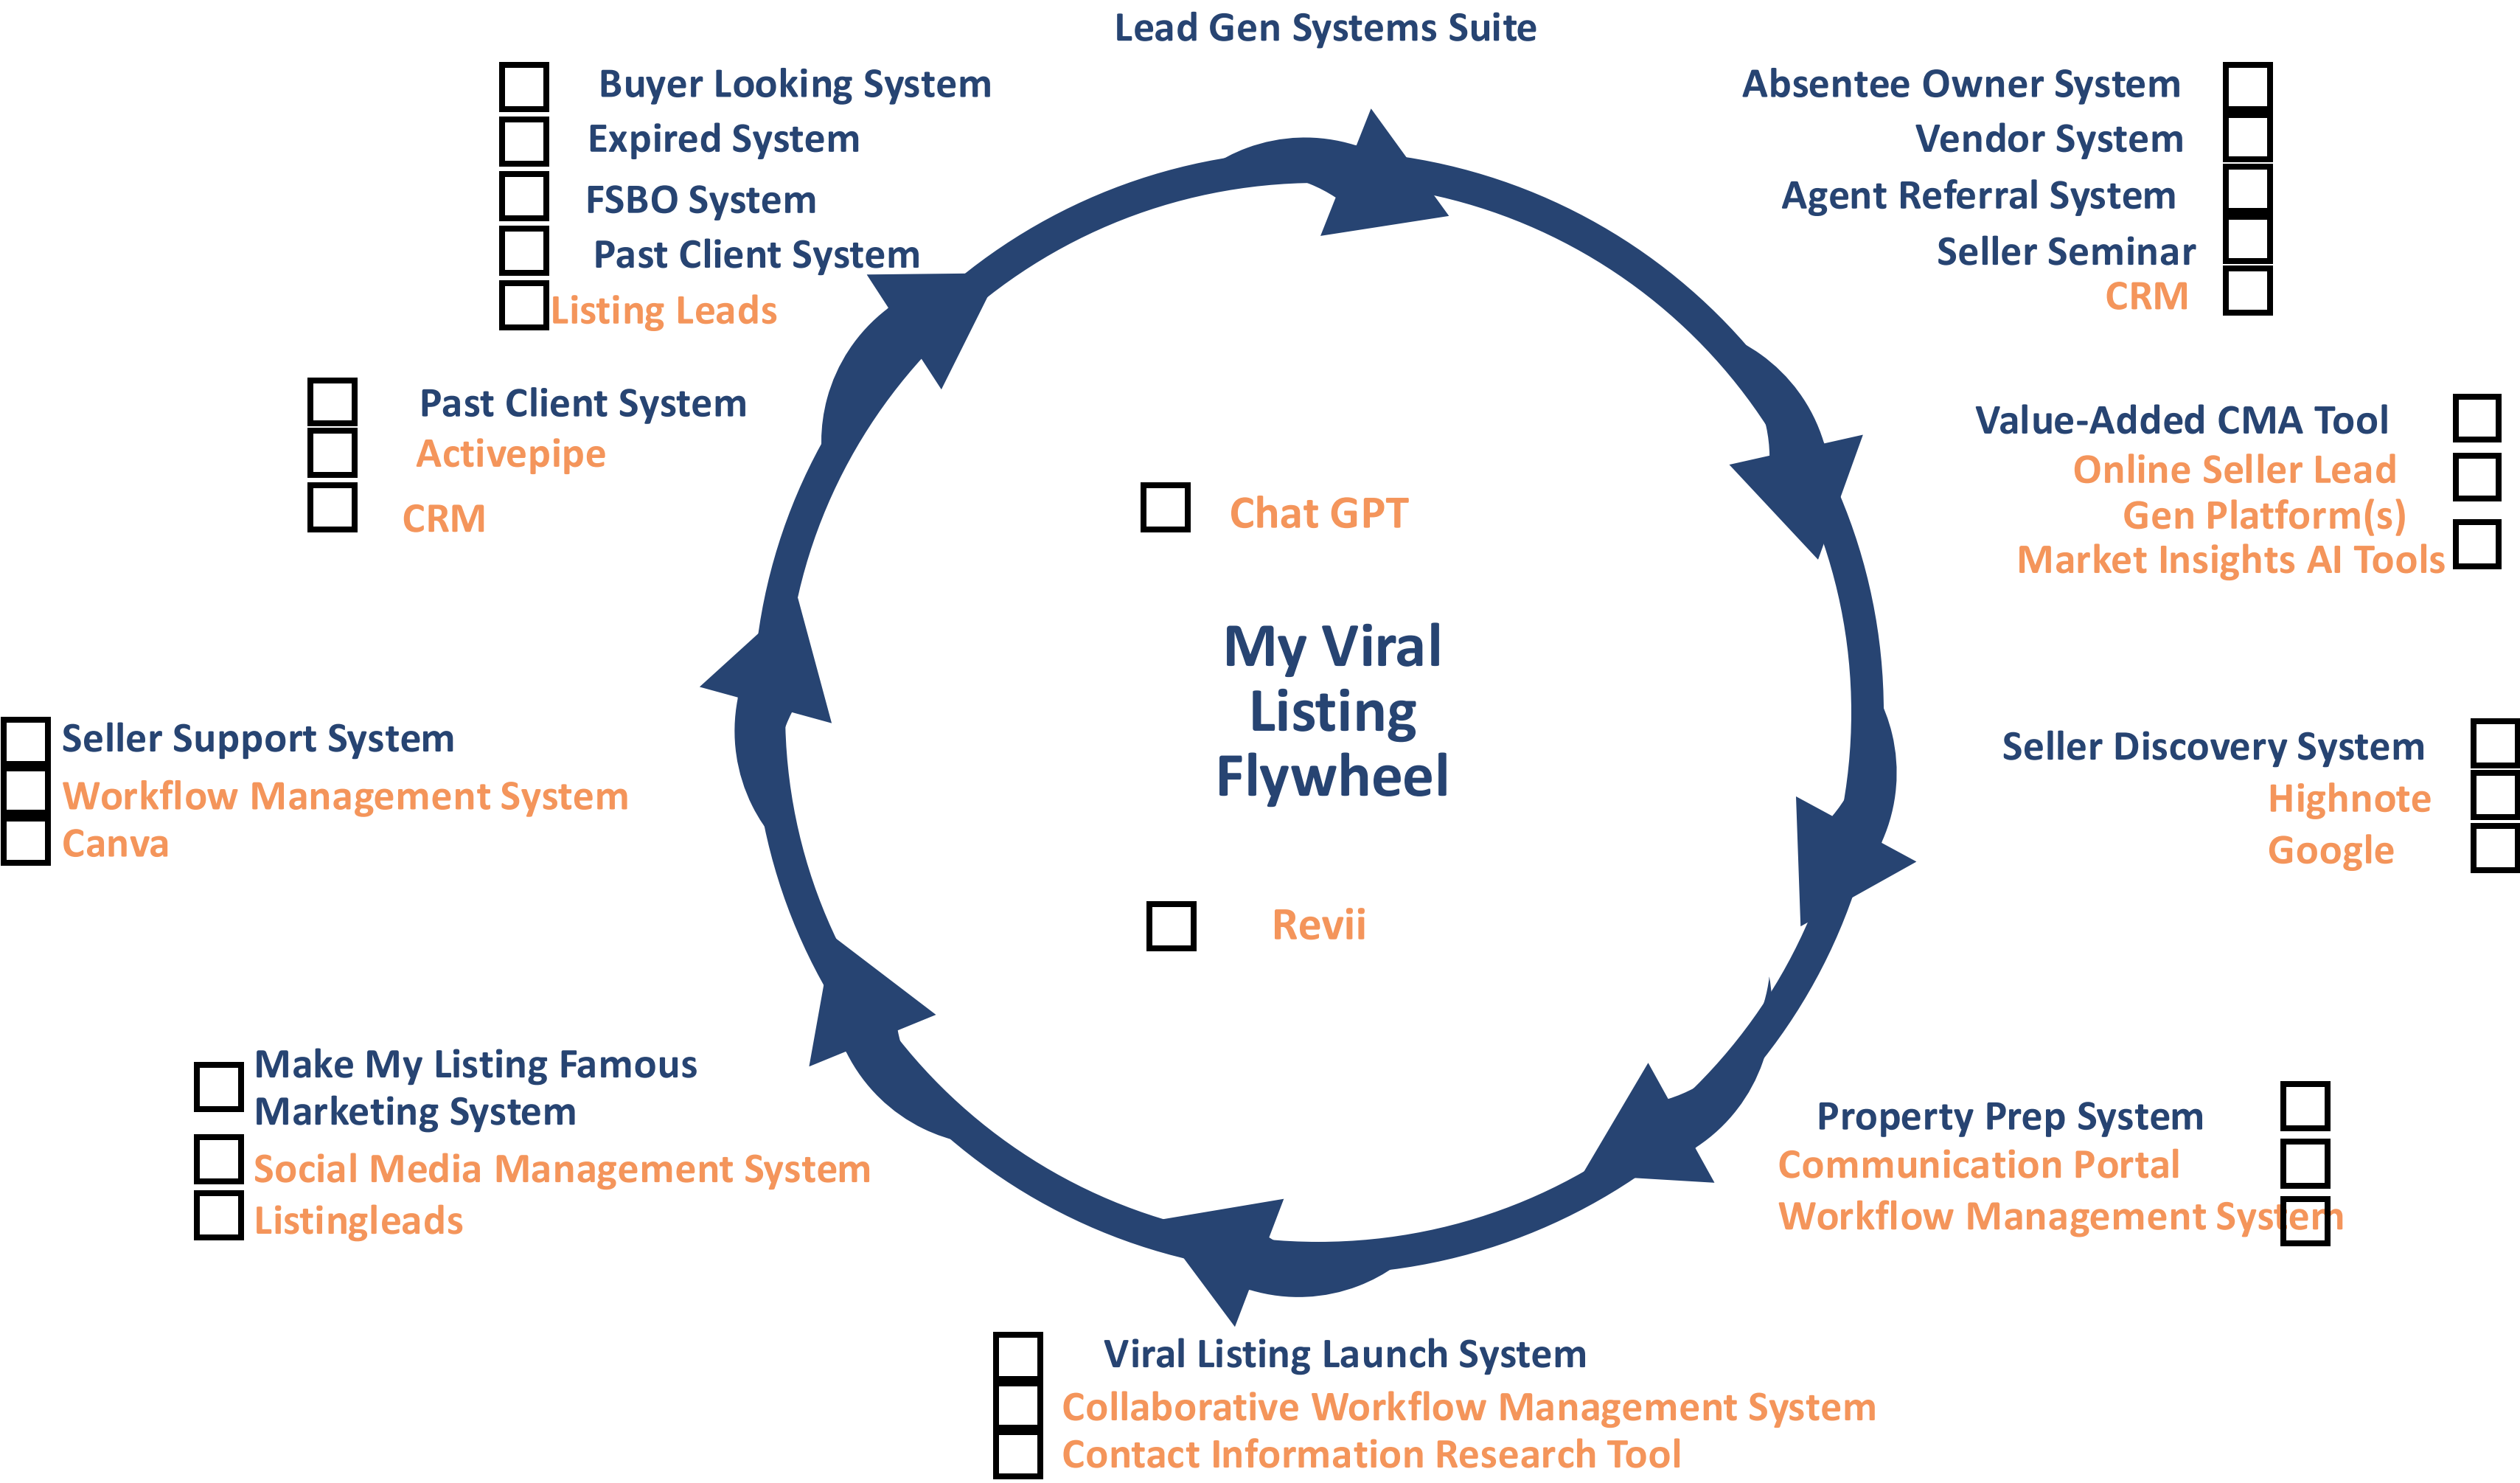 Lead Gen Systems Suite
Buyer Looking System
Expired System
FSBO System
Past Client System
Listing Leads
Absentee Owner System
Vendor System
Agent Referral System
Seller Seminar
CRM
Past Client System
Activepipe
CRM
Value-Added CMA Tool
Online Seller Lead
Gen Platform(s)
Market Insights AI Tools
Chat GPT
My Viral
Listing
Flywheel
Revii
Seller Support System
Workflow Management System
Canva
Seller Discovery System
Highnote
Google
Make My Listing Famous
Marketing System
Social Media Management System
Listingleads
Property Prep System
Communication Portal
Workflow Management System
Viral Listing Launch System
Collaborative Workflow Management System
Contact Information Research Tool